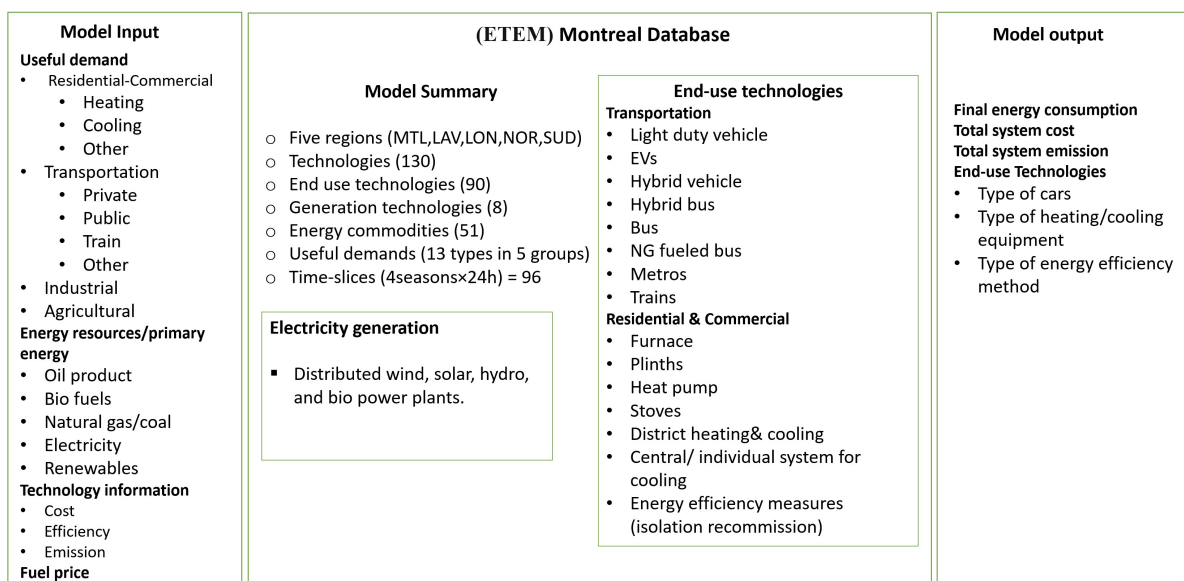 Model Input
Useful demand
• Residential-Commercial
• Heating
• Cooling
• Other
• Transportation
• Private
• Public
• Train
• Other
• Industrial
• Agricultural
Energy resources/primary
energy
• Oil product
• Bio fuels
• Natural gas/coal
• Electricity
• Renewables
Technology information
• Cost
• Efficiency
• Emission
Fuel price
(ETEM) Montreal Database
Model Summary
o Five regions (MTL,LAV,LON,NOR,SUD)
o Technologies (130)
o End use technologies (90)
o Generation technologies (8)
o Energy commodities (51)
o Useful demands (13 types in 5 groups)
o Time-slices (4seasons×24h) = 96
Electricity generation
▪ Distributed wind, solar, hydro,
and bio power plants.
End-use technologies
Transportation
• Light duty vehicle
• EVs
• Hybrid vehicle
• Hybrid bus
• Bus
• NG fueled bus
• Metros
• Trains
Residential & Commercial
• Furnace
• Plinths
• Heat pump
• Stoves
• District heating& cooling
• Central/ individual system for
cooling
• Energy efficiency measures
(isolation recommission)
Model output
Final energy consumption
Total system cost
Total system emission
End-use Technologies
• Type of cars
• Type of heating/cooling
equipment
• Type of energy efficiency
method